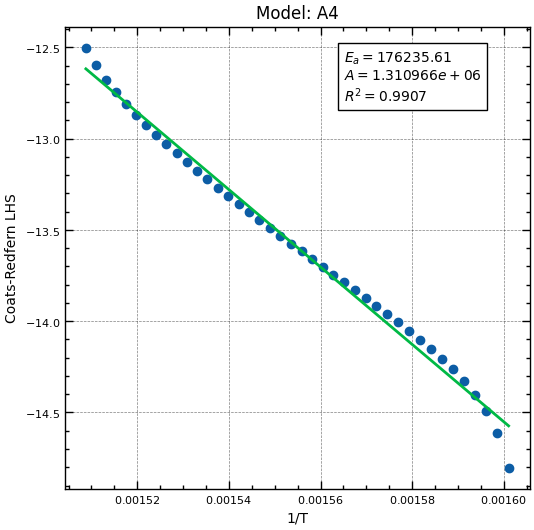 Model: A4
E_a = 176235.61
A = 1.310966e + 06
R^2 = 0.9907
Coats-Redfern LHS
−12.5
−13.0
−13.5
−14.0
−14.5
0.00152
0.00154
0.00156
0.00158
0.00160
1/T